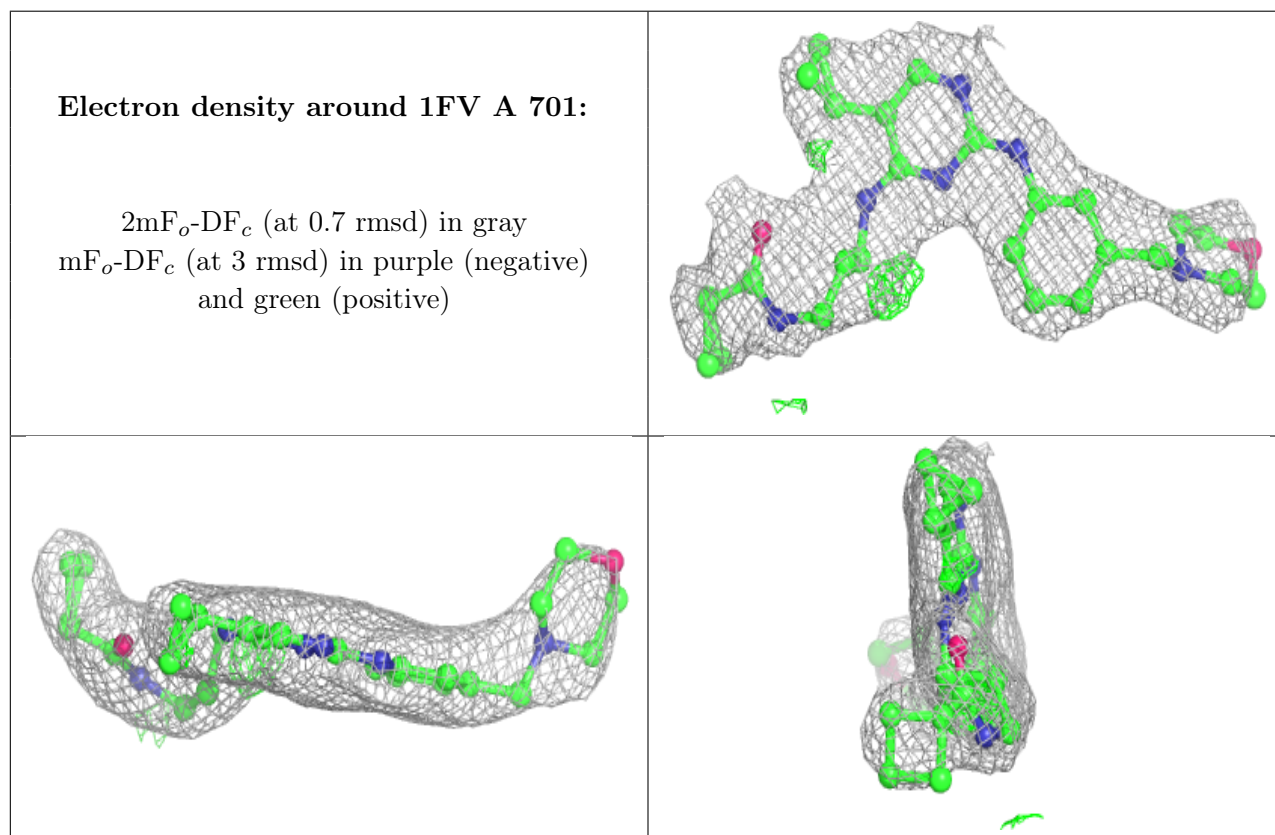 Electron density around 1FV A 701:
2mFo-DFc (at 0.7 rmsd) in gray
mFo-DFc (at 3 rmsd) in purple (negative)
and green (positive)